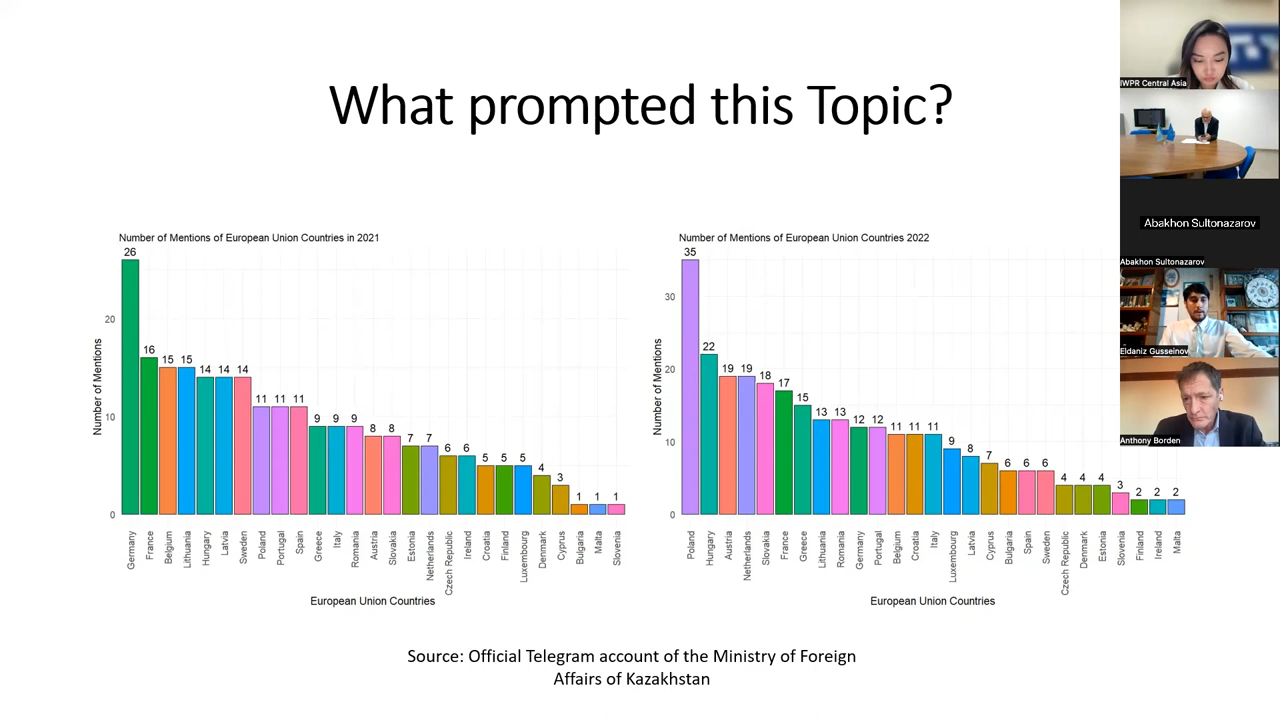 What prompted this Topic?
Number of Mentions of European Union Countries in 2021
26
16
15
15
14
14
14
11
11
11
9
9
9
8
8
7
7
6
6
5
5
5
4
3
1
1
1
20
10
0
Number of Mentions
Germany
France
Belgium
Lithuania
Hungary
Latvia
Sweden
Poland
Portugal
Spain
Greece
Italy
Romania
Austria
Slovakia
Estonia
Netherlands
Czech Republic
Ireland
Croatia
Finland
Luxembourg
Denmark
Cyprus
Bulgaria
Malta
Slovenia
European Union Countries
Number of Mentions of European Union Countries 2022
35
22
19
19
18
17
15
13
13
12
12
11
11
11
9
8
7
6
6
6
4
4
4
3
2
2
2
30
20
10
0
Number of Mentions
Poland
Hungary
Austria
Netherlands
Slovakia
France
Greece
Lithuania
Romania
Germany
Portugal
Belgium
Croatia
Italy
Luxembourg
Latvia
Cyprus
Bulgaria
Spain
Sweden
Czech Republic
Denmark
Estonia
Slovenia
Finland
Ireland
Malta
European Union Countries
Source: Official Telegram account of the Ministry of Foreign
Affairs of Kazakhstan
IWPR Central Asia
Abakhon Sultonazarov
Abakhon Sultonazarov
Eldaniz Gusseinov
Anthony Borden